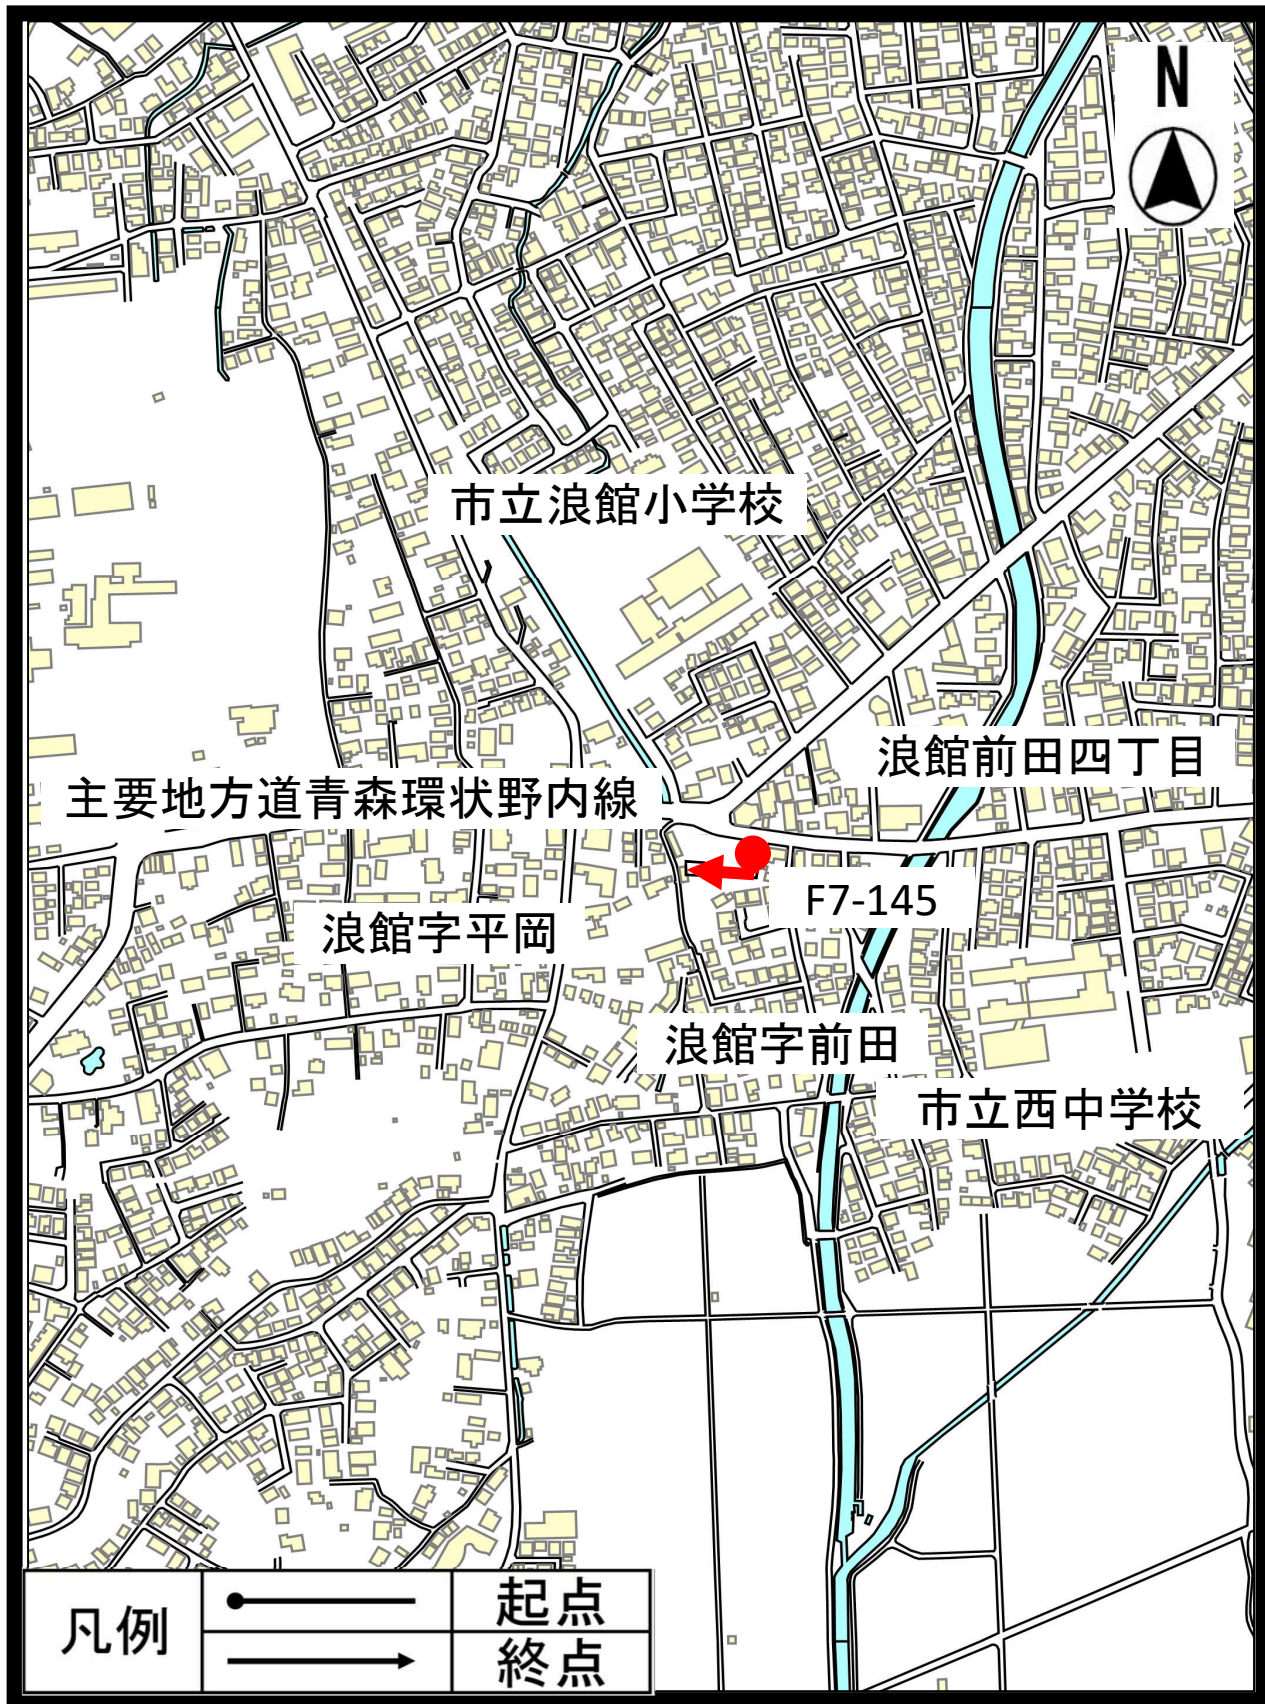 N
市立浪館小学校
浪館前田四丁目
主要地方道青森環状野内線
F7-145
浪館字平岡
浪館字前田
市立西中学校
凡例
起点
終点